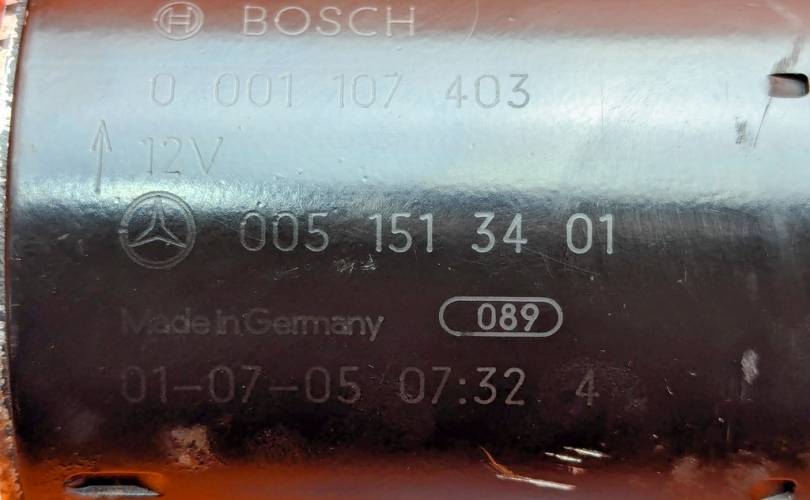 BOSCH
0 001 107 403
12V
005 151 34 01
Made in Germany 089
01-07-05 07:32 4